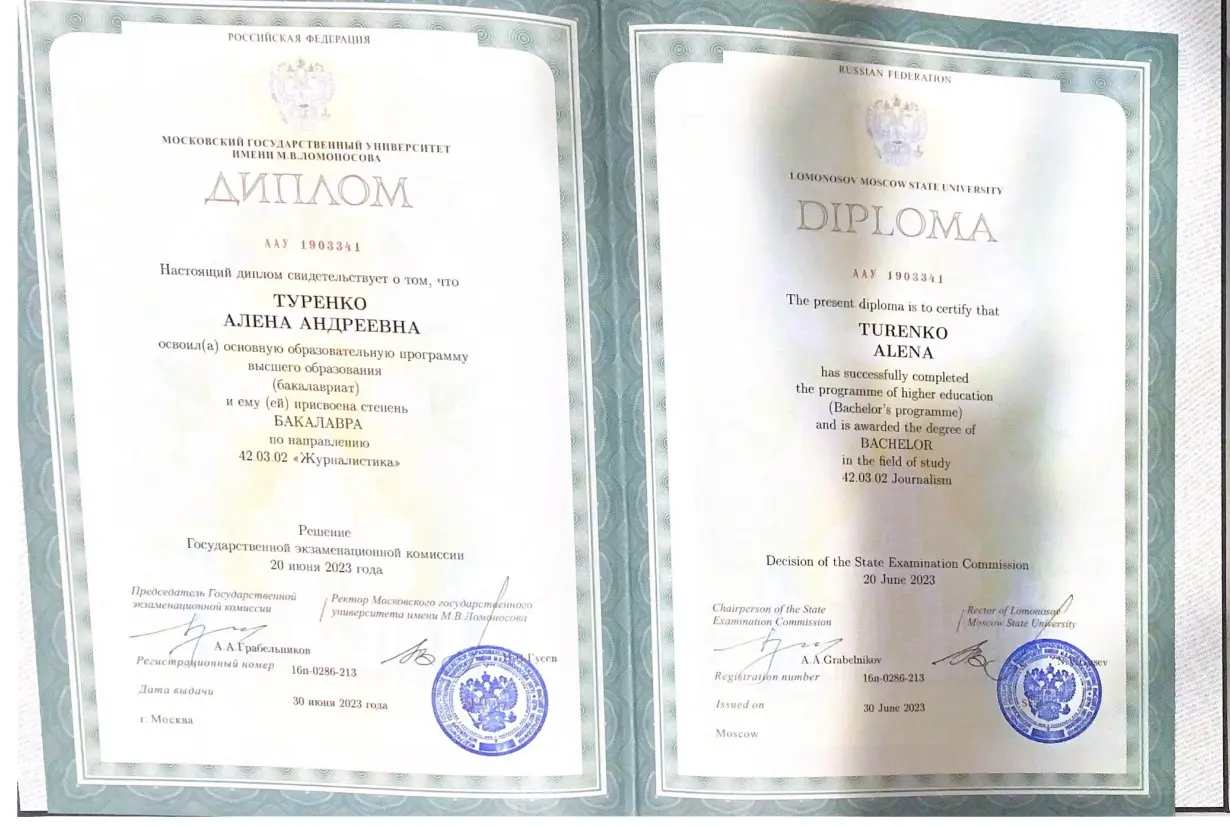 РОССИЙСКАЯ ФЕДЕРАЦИЯ
МОСКОВСКИЙ ГОСУДАРСТВЕННЫЙ УНИВЕРСИТЕТ
ИМЕНИ М.В.ЛОМОНОСОВА
ДИПЛОМ
ААУ 1903341
Настоящий диплом свидетельствует о том, что
ТУРЕНКО
АЛЕНА АНДРЕЕВНА
освоил(а) основную образовательную программу
высшего образования
(бакалавриат)
и ему (ей) присвоена степень
БАКАЛАВРА
по направлению
42.03.02 «Журналистика»
Решение
Государственной экзаменационной комиссии
20 июня 2023 года
Председатель Государственной
экзаменационной комиссии
Ректор Московского государственного
университета имени М.В.Ломоносова
А.А.Грабельников
Гусев
Регистрационный номер
16п-0286-213
Дата выдачи
30 июня 2023 года
г. Москва
RUSSIAN FEDERATION
LOMONOSOV MOSCOW STATE UNIVERSITY
DIPLOMA
ААУ 1903341
The present diploma is to certify that
TURENKO
ALENA
has successfully completed
the programme of higher education
(Bachelor's programme)
and is awarded the degree of
BACHELOR
in the field of study
42.03.02 Journalism
Decision of the State Examination Commission
20 June 2023
Chairperson of the State
Examination Commission
Rector of Lomonosov
Moscow State University
A.A.Grabelnikov
Registration number
16п-0286-213
Issued on
30 June 2023
Moscow